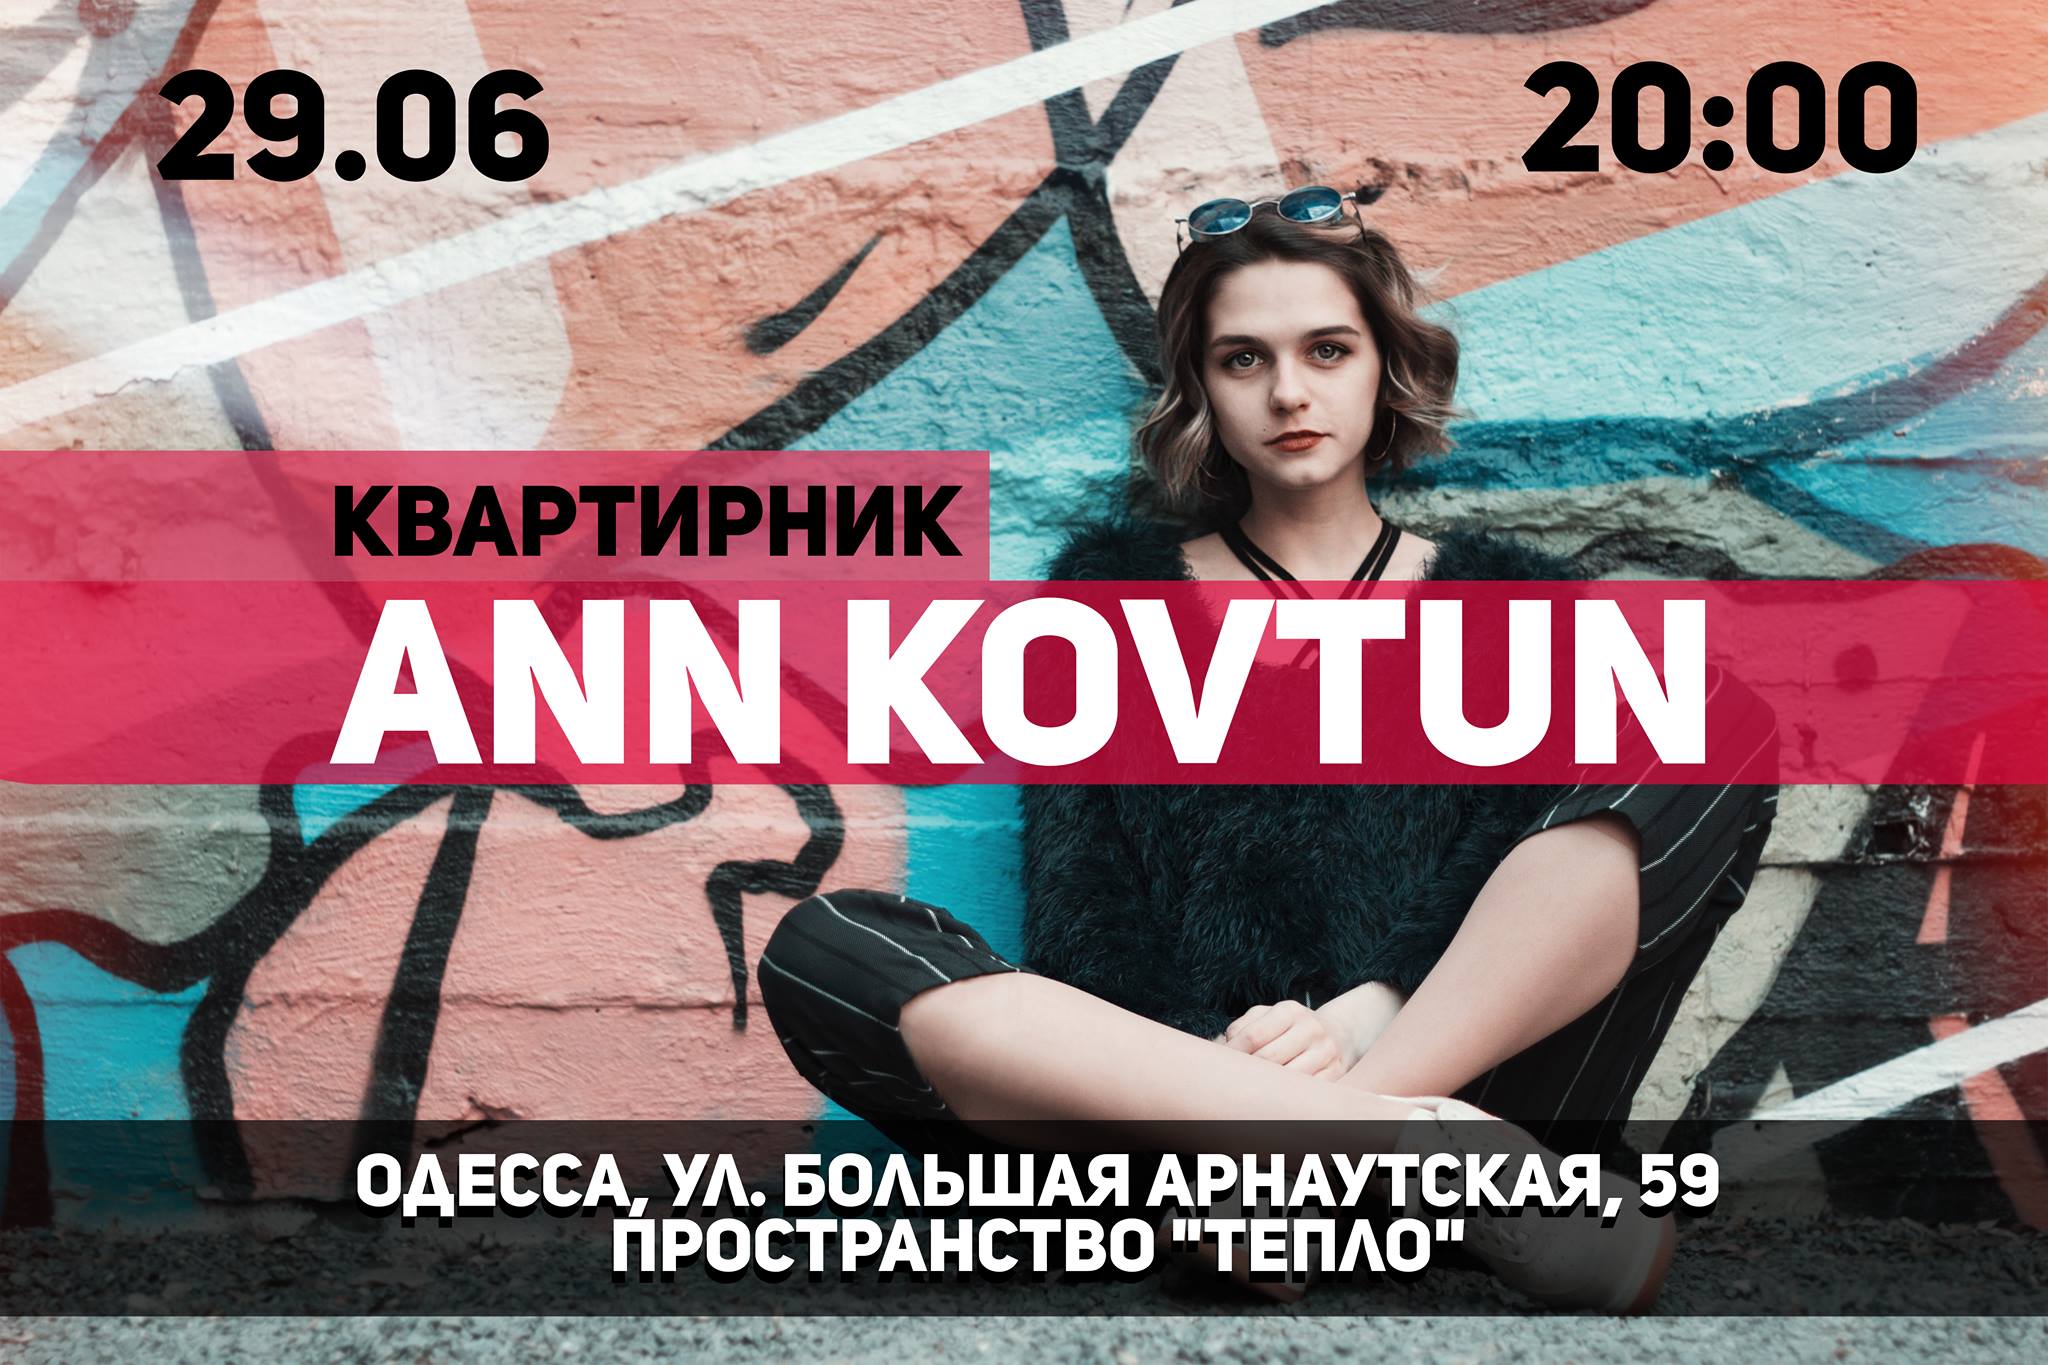 29.06
20:00
КВАРТИРНИК
ANN KOVTUN
ОДЕССА, УЛ. БОЛЬШАЯ АРНАУТСКАЯ, 59
ПРОСТРАНСТВО "ТЕПЛО"